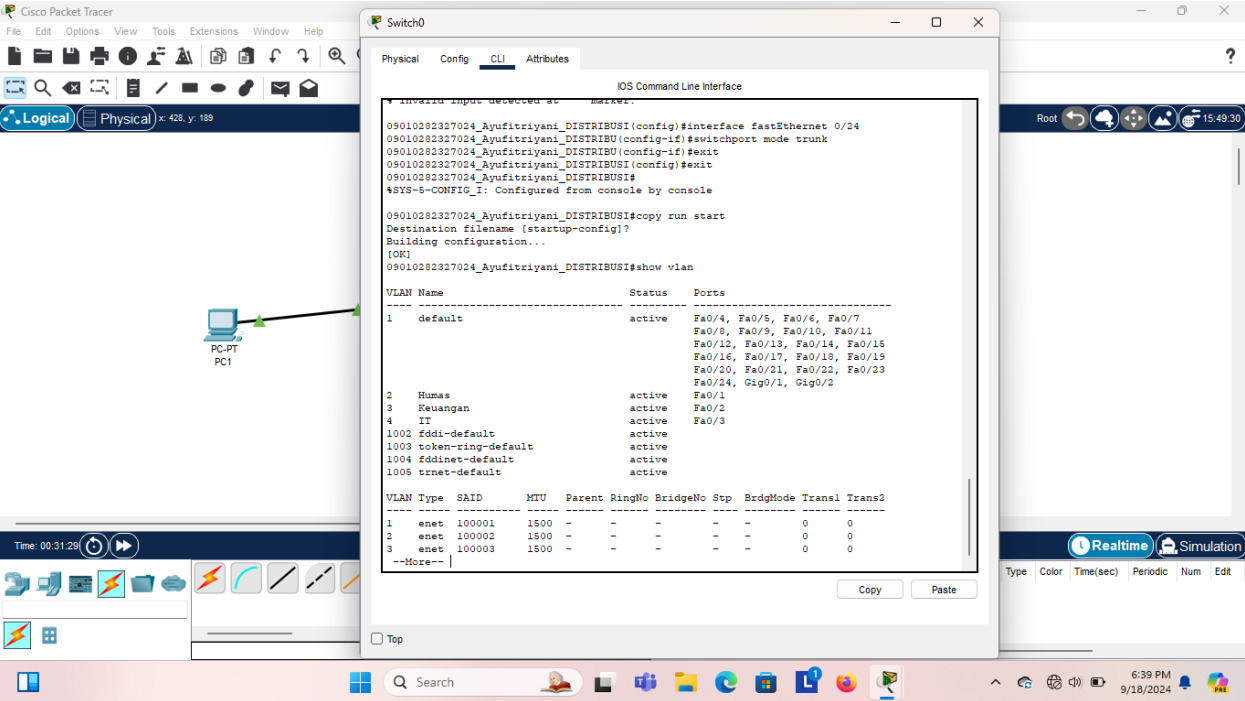 Cisco Packet Tracer
File Edit Options View Tools Extensions Window Help
Logical
Physical
x: 428, y: 189
Root
15:49:30
PC-PT
PC1
Time: 00:31:29
Realtime
Simulation
Type Color Time(sec) Periodic Num Edit
Switch0
Physical Config CLI Attributes
IOS Command Line Interface
% Invalid input detected at marker.
09010282327024_Ayufitriyani_DISTRIBUSI(config)#interface fastEthernet 0/24
09010282327024_Ayufitriyani_DISTRIBU(config-if)#switchport mode trunk
09010282327024_Ayufitriyani_DISTRIBU(config-if)#exit
09010282327024_Ayufitriyani_DISTRIBUSI(config)#exit
09010282327024_Ayufitriyani_DISTRIBUSI#
%SYS-5-CONFIG_I: Configured from console by console
09010282327024_Ayufitriyani_DISTRIBUSI#copy run start
Destination filename [startup-config]?
Building configuration...
[OK]
09010282327024_Ayufitriyani_DISTRIBUSI#show vlan
VLAN Name Status Ports
---- -------------------------------- --------- -------------------------------
1 default active Fa0/4, Fa0/5, Fa0/6, Fa0/7
Fa0/8, Fa0/9, Fa0/10, Fa0/11
Fa0/12, Fa0/13, Fa0/14, Fa0/15
Fa0/16, Fa0/17, Fa0/18, Fa0/19
Fa0/20, Fa0/21, Fa0/22, Fa0/23
Fa0/24, Gig0/1, Gig0/2
2 Humas active Fa0/1
3 Keuangan active Fa0/2
4 IT active Fa0/3
1002 fddi-default active
1003 token-ring-default active
1004 fddinet-default active
1005 trnet-default active
VLAN Type SAID MTU Parent RingNo BridgeNo Stp BrdgMode Trans1 Trans2
---- ----- ---------- ----- ------ ------ -------- ---- -------- ------ ------
1 enet 100001 1500 - - - - - 0 0
2 enet 100002 1500 - - - - - 0 0
3 enet 100003 1500 - - - - - 0 0
--More--
Copy Paste
Top
Search
1
PRE
6:39 PM
9/18/2024